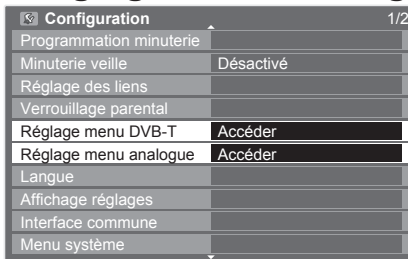 Configuration 1/2
Programmation minuterie
Minuterie veille Désactivé
Réglage des liens
Verrouillage parental
Réglage menu DVB-T Accéder
Réglage menu analogue Accéder
Langue
Affichage réglages
Interface commune
Menu système